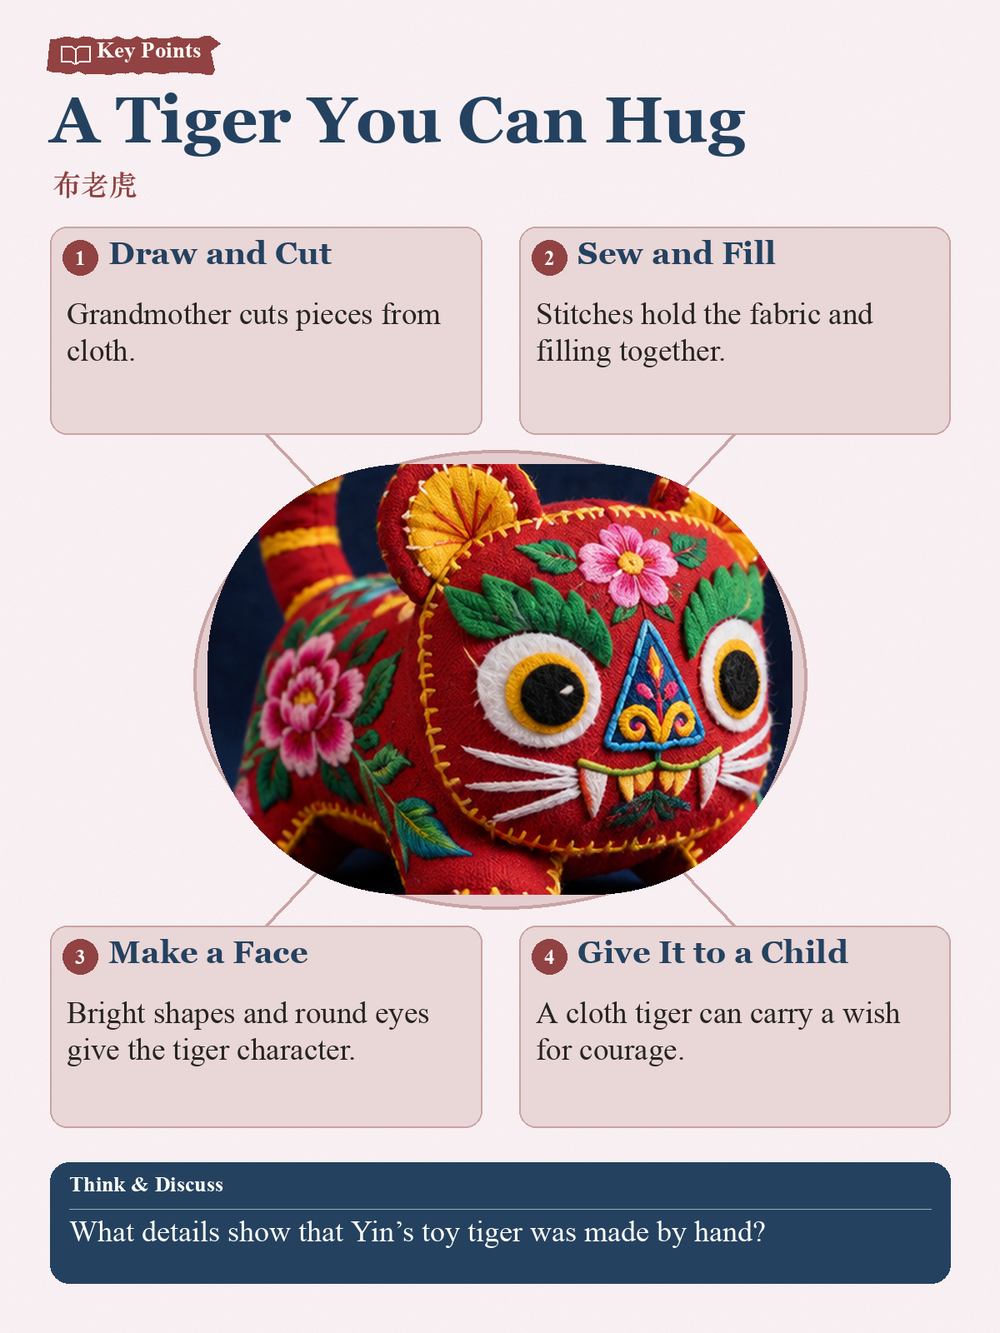 Key Points
A Tiger You Can Hug
布老虎
1 Draw and Cut
Grandmother cuts pieces from
cloth.
2 Sew and Fill
Stitches hold the fabric and
filling together.
3 Make a Face
Bright shapes and round eyes
give the tiger character.
4 Give It to a Child
A cloth tiger can carry a wish
for courage.
Think & Discuss
What details show that Yin’s toy tiger was made by hand?